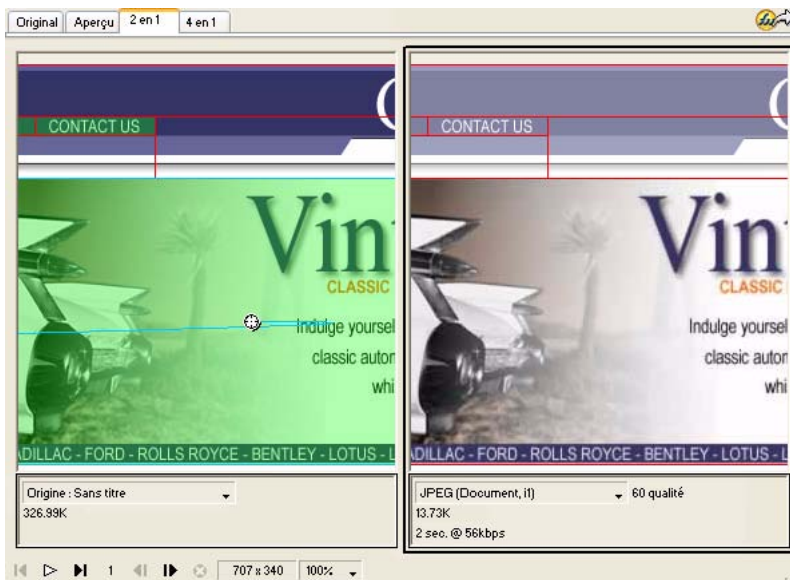 Original Aperçu 2 en 1 4 en 1
CONTACT US
Vin
CLASSIC
Indulge yoursel
classic autor
whi
ADILLAC - FORD - ROLLS ROYCE - BENTLEY - LOTUS - L
Origine : Sans titre
326.99K
CONTACT US
Vin
CLASSIC
Indulge yoursel
classic autor
whi
ADILLAC - FORD - ROLLS ROYCE - BENTLEY - LOTUS - L
JPEG (Document, i1) 60 qualité
13.73K
2 sec. @ 56kbps
1 707 x 340 100%